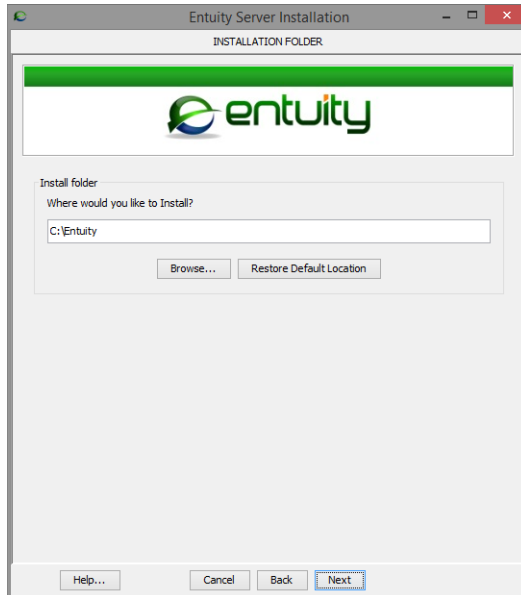 Entuity Server Installation
INSTALLATION FOLDER
entuity
Install folder
Where would you like to Install?
C:\Entuity
Browse... Restore Default Location
Help... Cancel Back Next